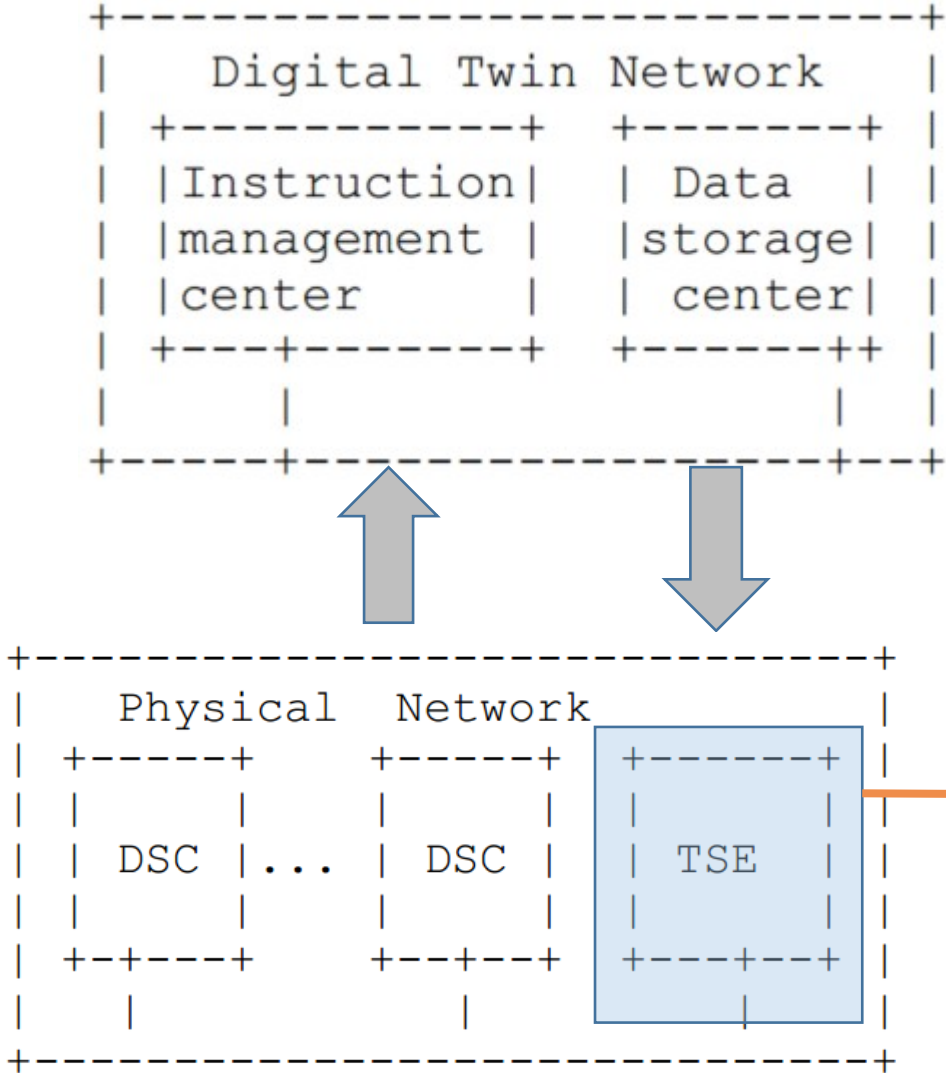 Digital Twin Network
Instruction management center
Data storage center
Physical Network
DSC ... DSC TSE